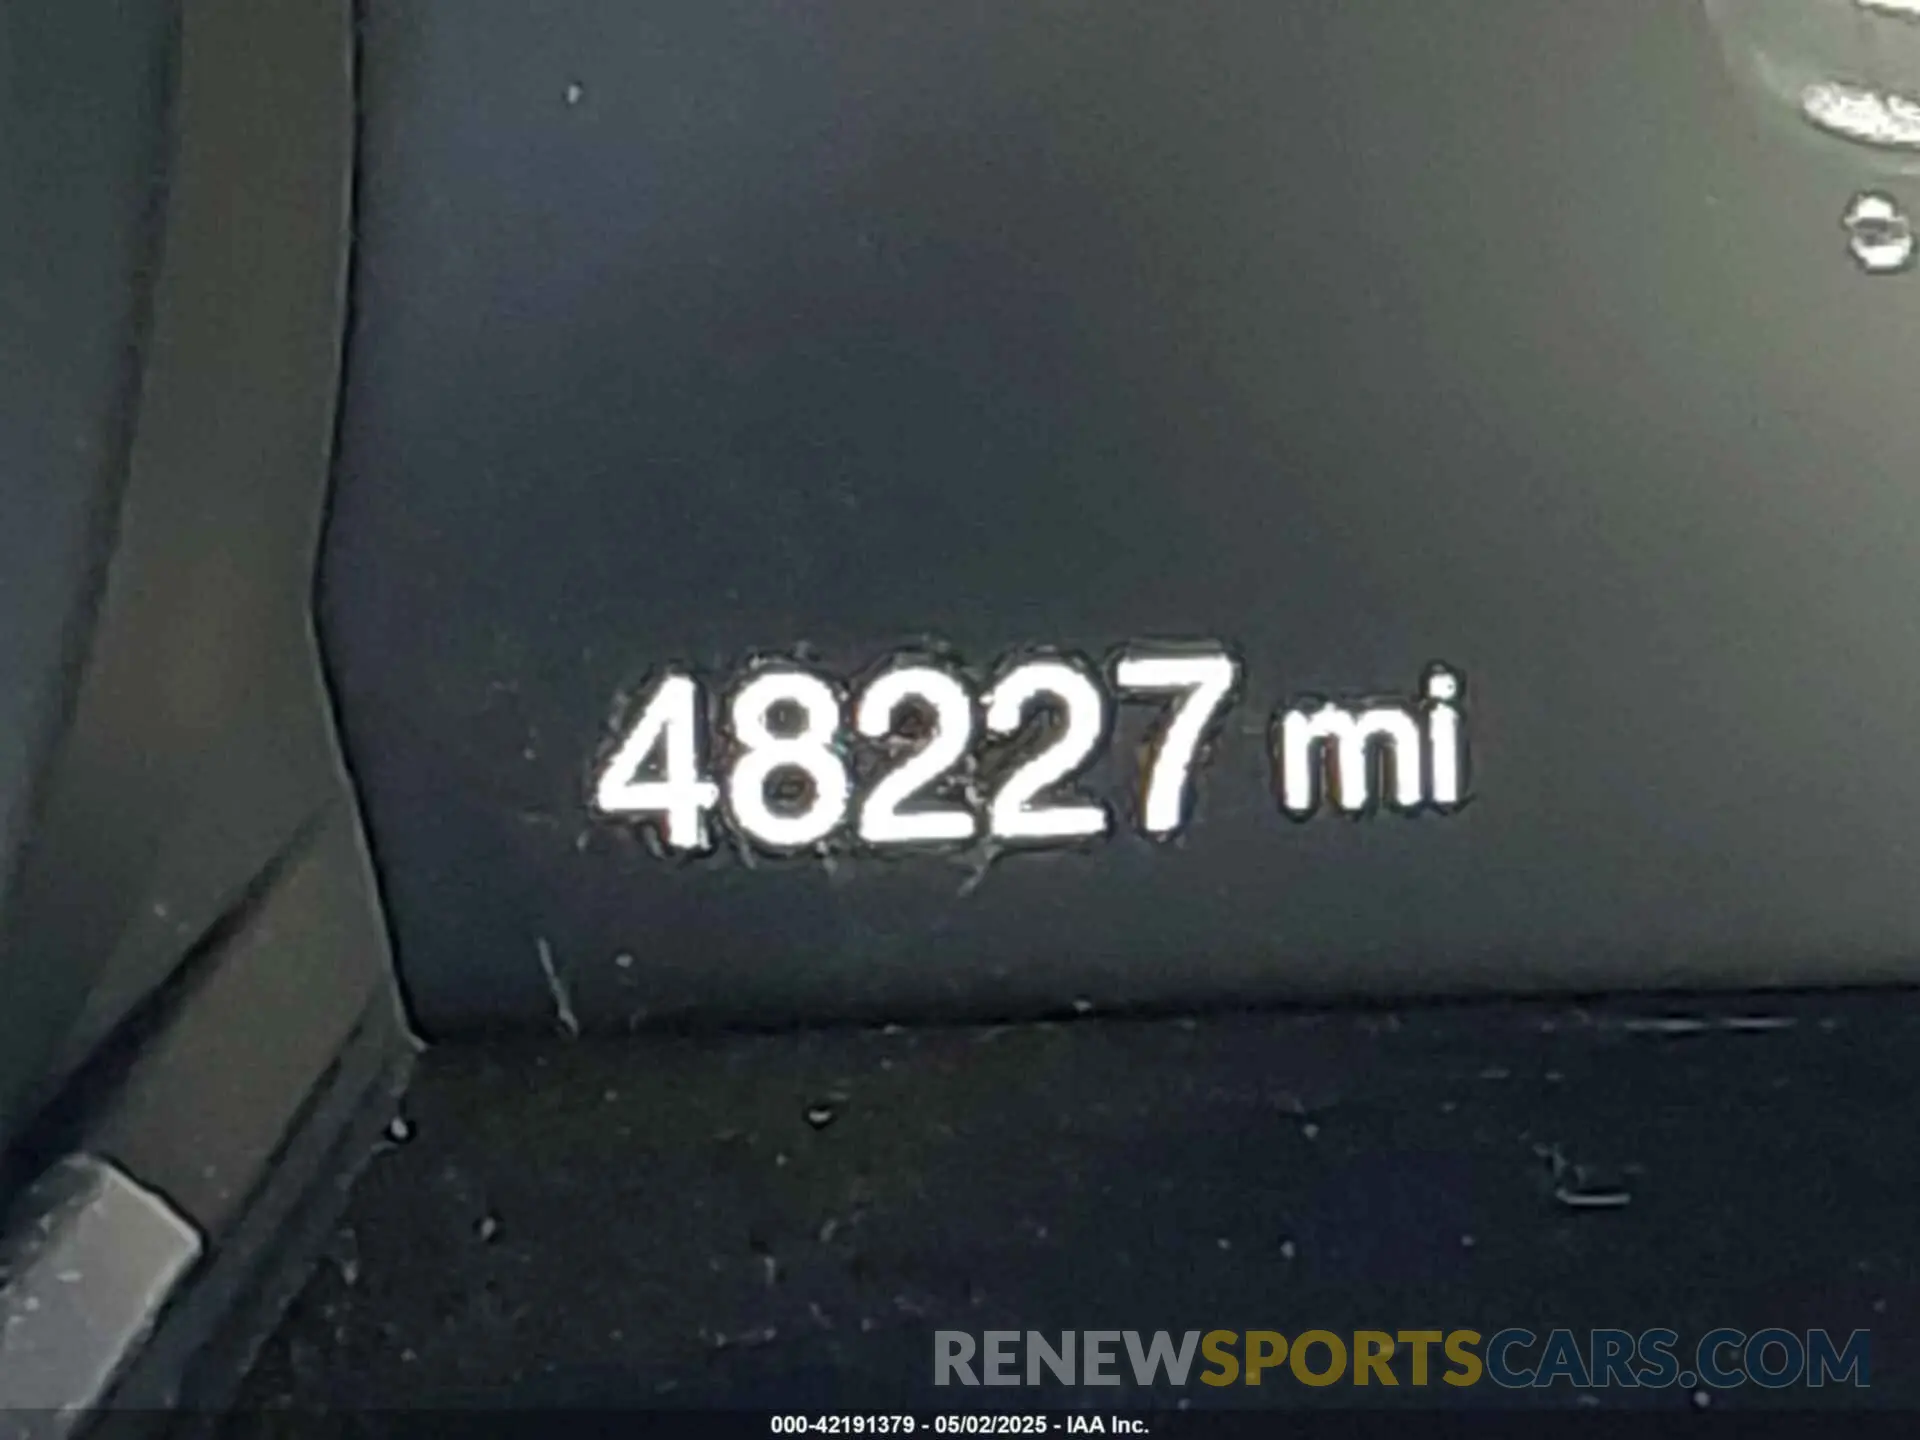 48227 mi
RENEWSPORTSCARS.COM
000-42191379 - 05/02/2025 - IAA Inc.